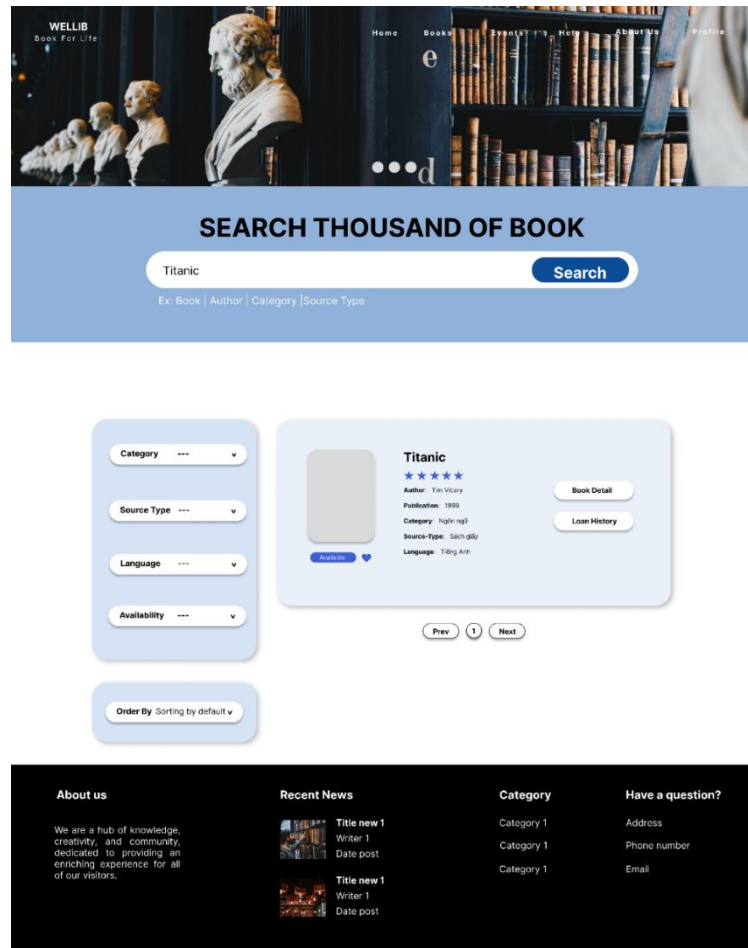 WELLIB
Book For Life
Home Books Events Help About Us Profile
e
d
SEARCH THOUSAND OF BOOK
Titanic
Search
Ex: Book | Author | Category |Source Type
Category --- v
Source Type --- v
Language --- v
Availability --- v
Order By Sorting by default v
Titanic
Author: Tim Vicary
Publication: 1999
Category: Ngôn ngữ
Source-Type: Sách giấy
Language: Tiếng Anh
Available
Book Detail
Loan History
Prev 1 Next
About us
We are a hub of knowledge,
creativity, and community,
dedicated to providing an
enriching experience for all
of our visitors.
Recent News
Title new 1
Writer 1
Date post
Title new 1
Writer 1
Date post
Category
Category 1
Category 1
Category 1
Have a question?
Address
Phone number
Email